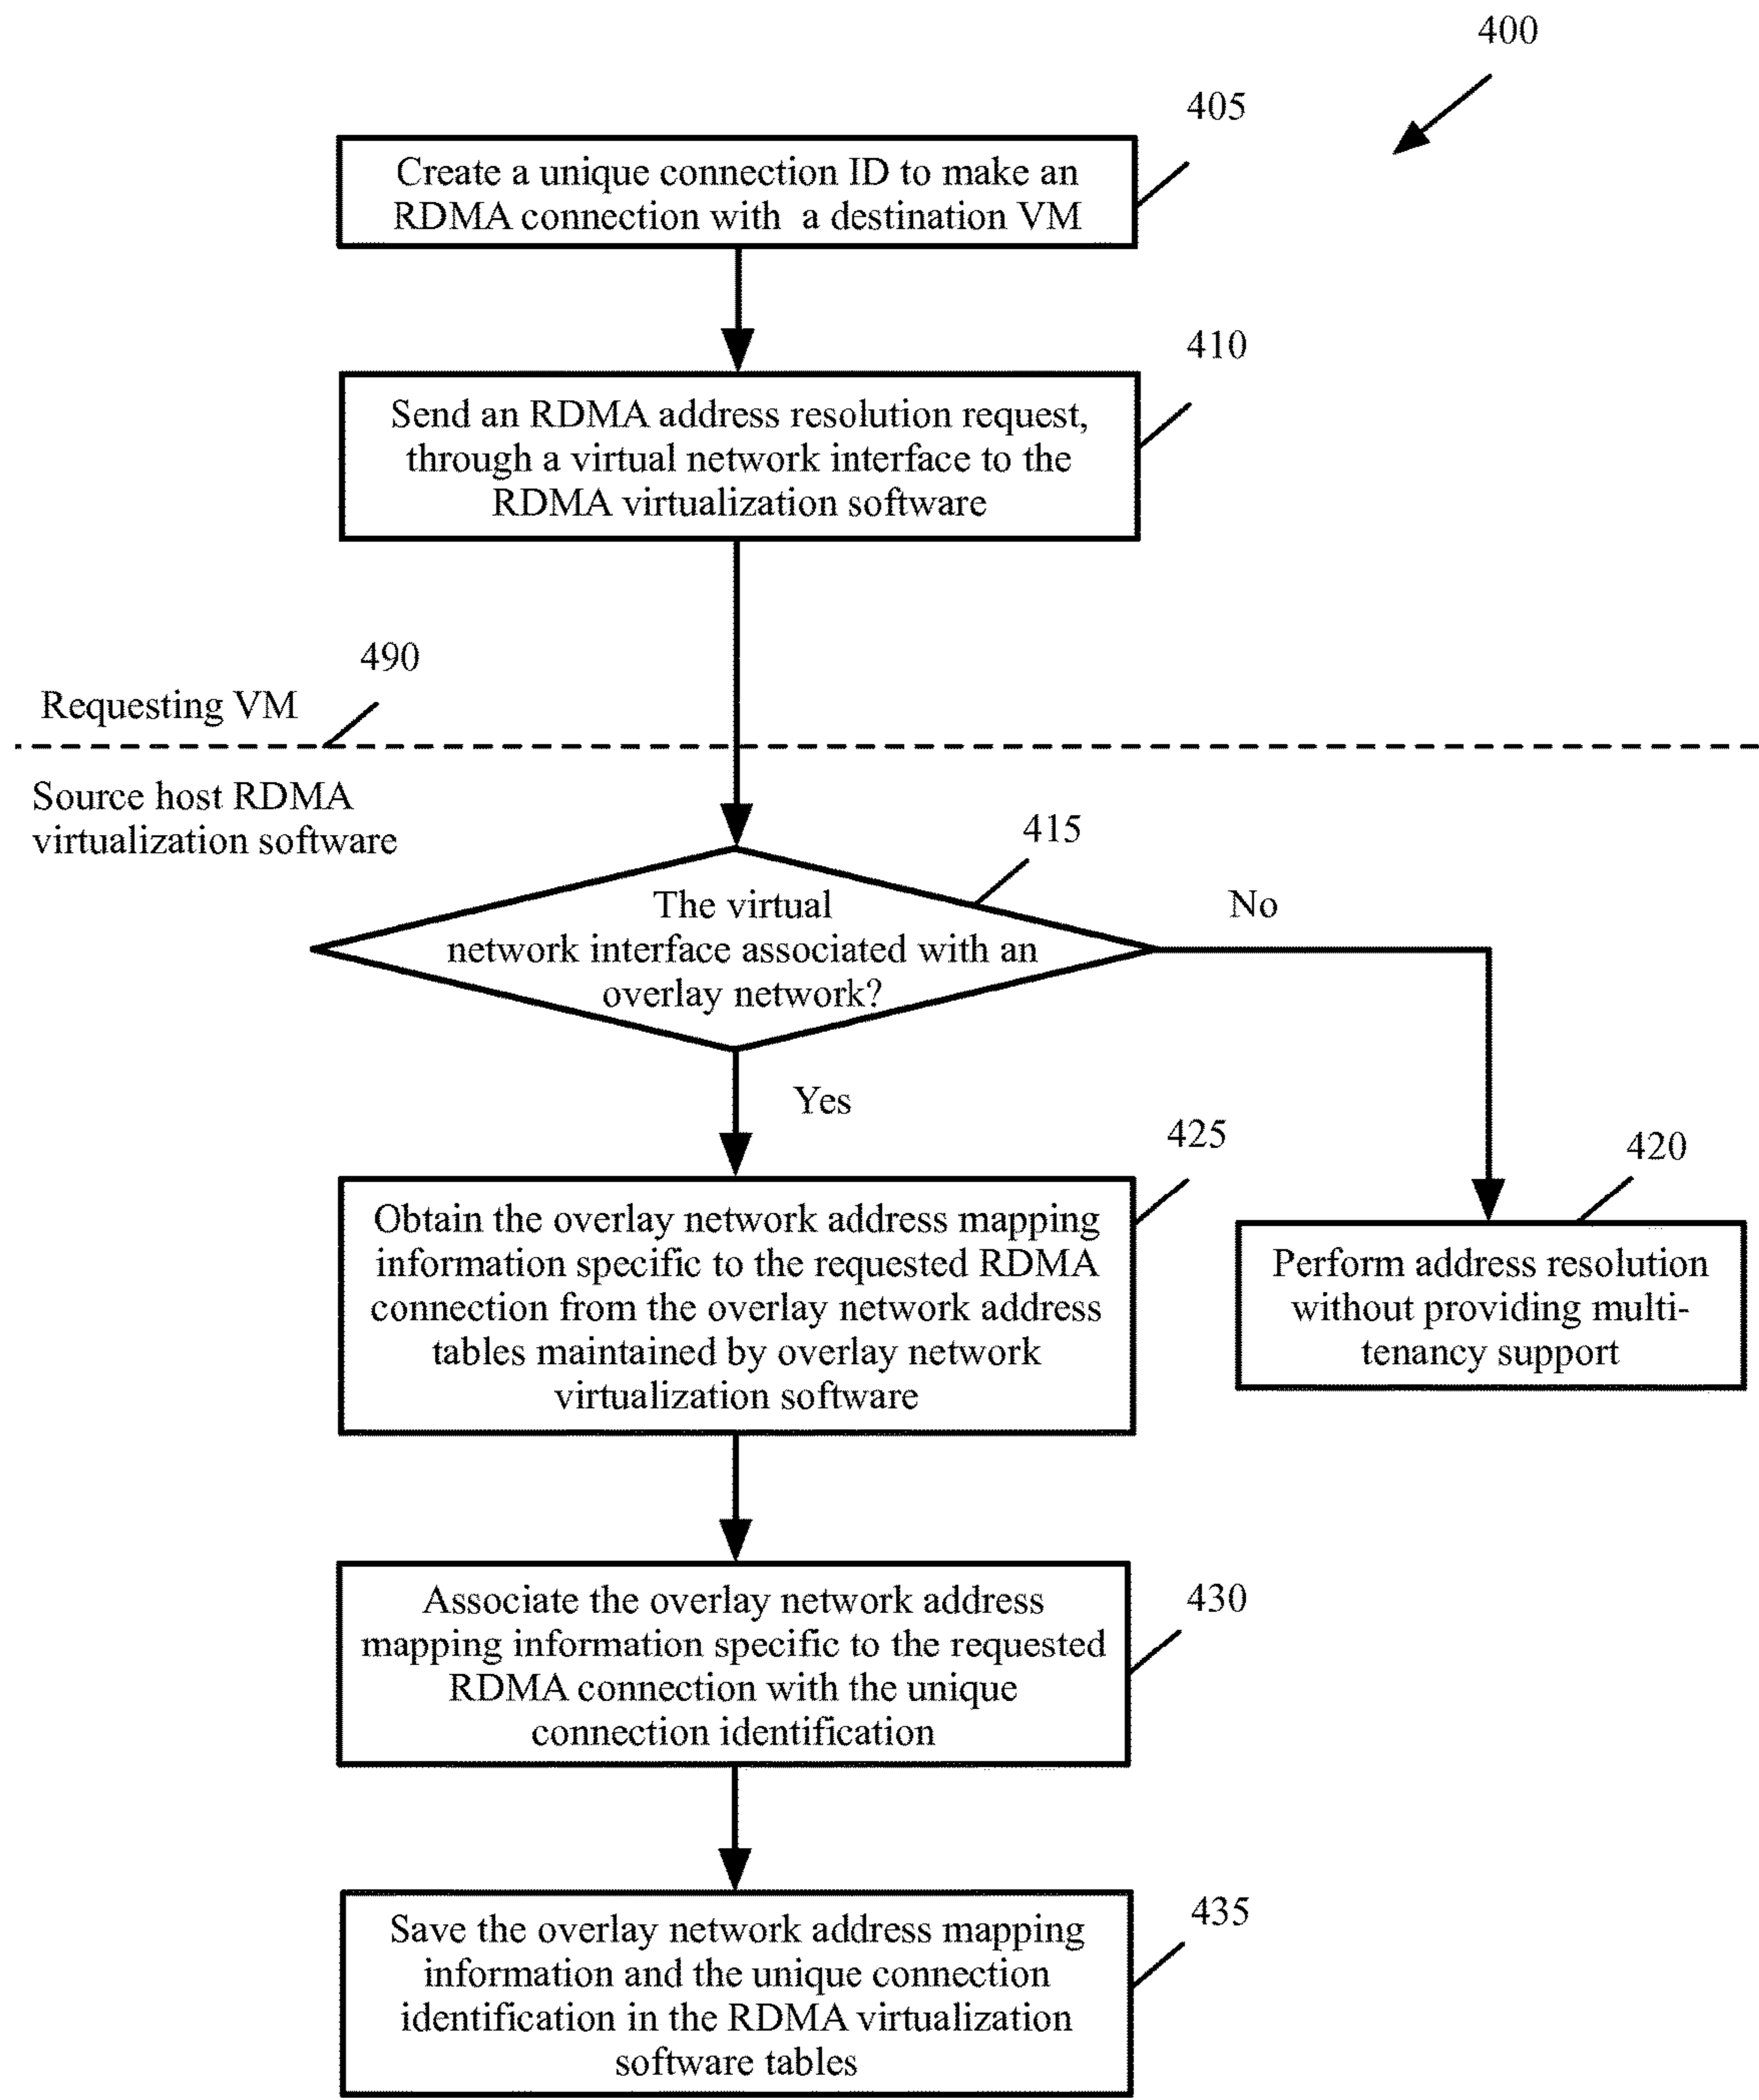 400
405
Create a unique connection ID to make an
RDMA connection with a destination VM
410
Send an RDMA address resolution request,
through a virtual network interface to the
RDMA virtualization software
490
Requesting VM
Source host RDMA
virtualization software
415
The virtual
network interface associated with an
overlay network?
No
Yes
425
Obtain the overlay network address mapping
information specific to the requested RDMA
connection from the overlay network address
tables maintained by overlay network
virtualization software
420
Perform address resolution
without providing multi-
tenancy support
430
Associate the overlay network address
mapping information specific to the requested
RDMA connection with the unique
connection identification
435
Save the overlay network address mapping
information and the unique connection
identification in the RDMA virtualization
software tables